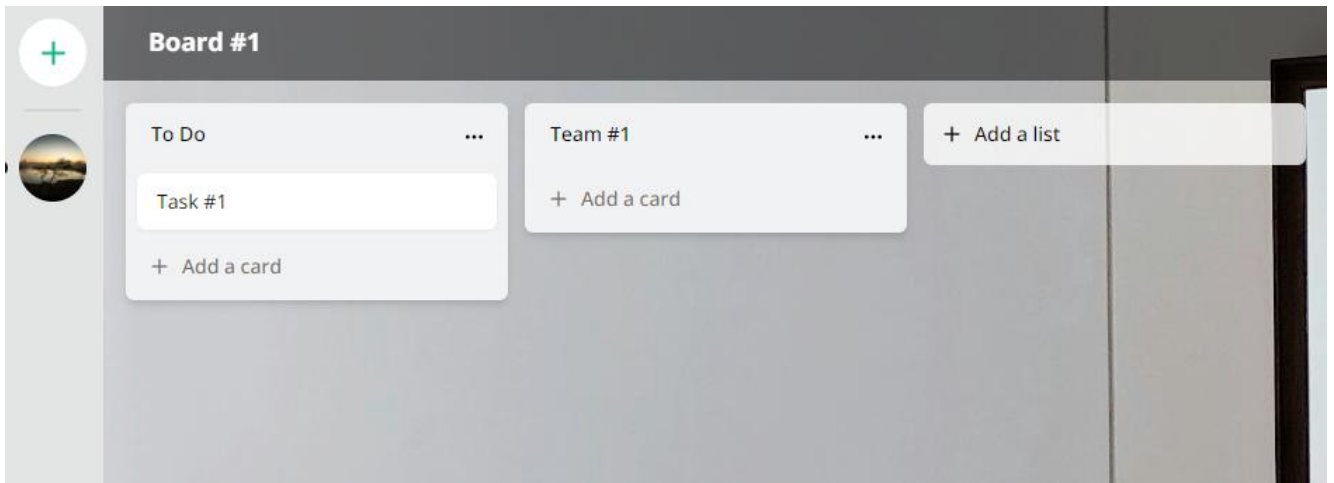 Board #1
To Do
Task #1
+ Add a card
Team #1
+ Add a card
+ Add a list